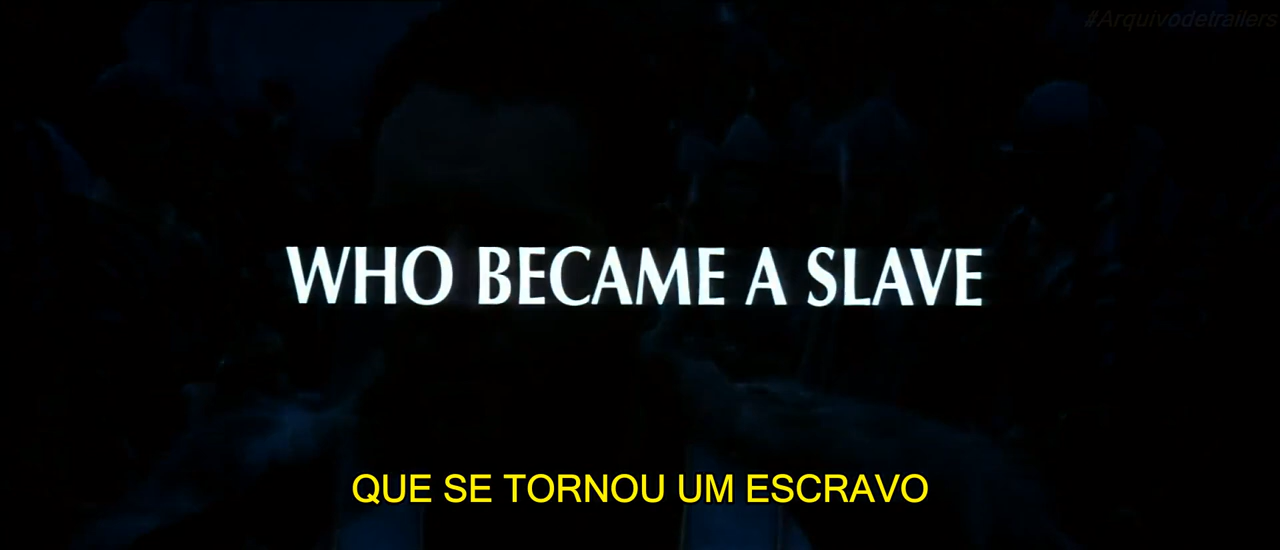 #Arquivodetrailers
WHO BECAME A SLAVE
QUE SE TORNOU UM ESCRAVO